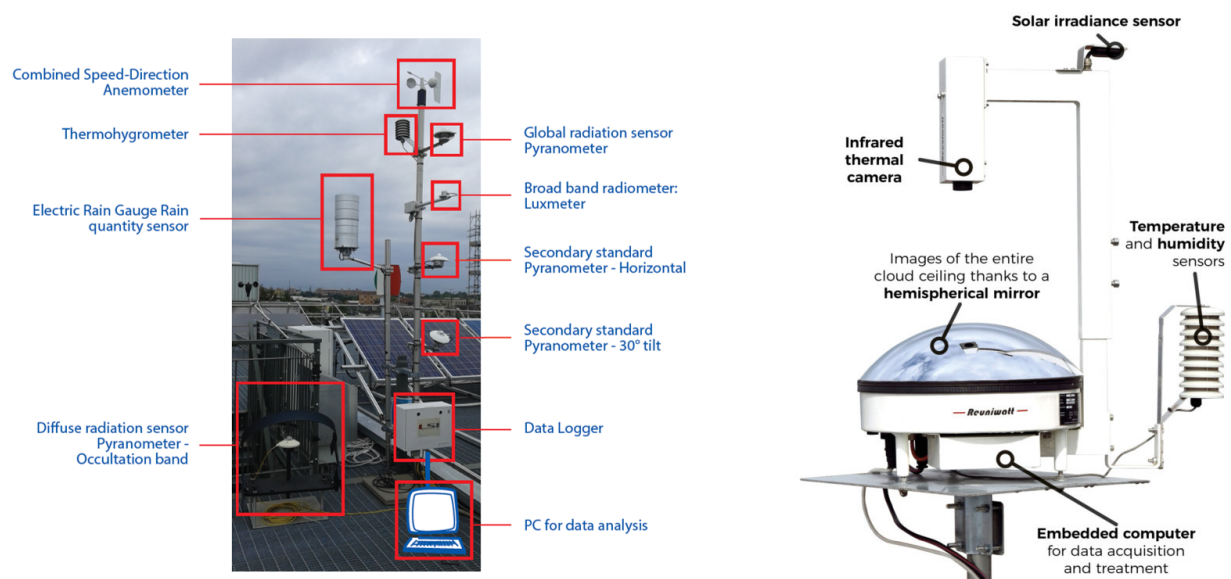 Combined Speed-Direction
Anemometer
Thermohygrometer
Electric Rain Gauge Rain
quantity sensor
Diffuse radiation sensor
Pyranometer -
Occultation band
Global radiation sensor
Pyranometer
Broad band radiometer:
Luxmeter
Secondary standard
Pyranometer - Horizontal
Secondary standard
Pyranometer - 30° tilt
Data Logger
PC for data analysis
LSI
Solar irradiance sensor
Infrared
thermal
camera
Temperature
and humidity
sensors
Images of the entire
cloud ceiling thanks to a
hemispherical mirror
Reuniwatt
Embedded computer
for data acquisition
and treatment